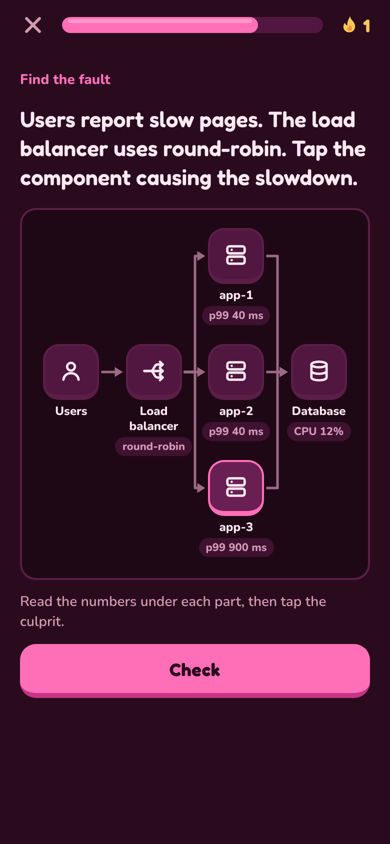 1
Find the fault
Users report slow pages. The load
balancer uses round-robin. Tap the
component causing the slowdown.
app-1
p99 40 ms
Users
Load
balancer
round-robin
app-2
p99 40 ms
Database
CPU 12%
app-3
p99 900 ms
Read the numbers under each part, then tap the
culprit.
Check